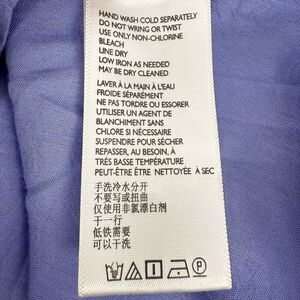 HAND WASH COLD SEPARATELY
DO NOT WRING OR TWIST
USE ONLY NON-CHLORINE
BLEACH
LINE DRY
LOW IRON AS NEEDED
MAY BE DRY CLEANED
LAVER À LA MAIN À L'EAU
FROIDE SÉPARÉMENT
NE PAS TORDRE OU ESSORER
UTILISER UN AGENT DE
BLANCHIMENT SANS
CHLORE SI NÉCESSAIRE
SUSPENDRE POUR SÉCHER
REPASSER, AU BESOIN, À
TRÉS BASSE TEMPÉRATURE
PEUT-ÊTRE ÊTRE NETTOYÉE À SEC
手洗冷水分开
不要写或扭曲
仅使用非氯漂白剂
干一行
低铁需要
可以干洗
P